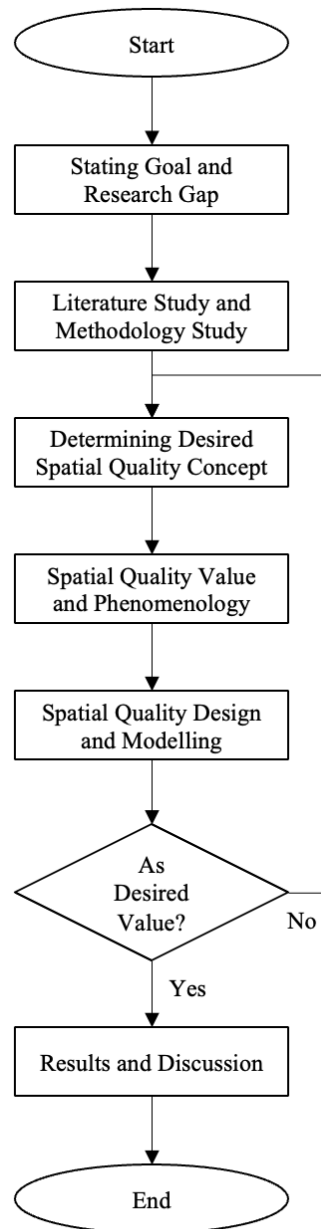 Start
Stating Goal and
Research Gap
Literature Study and
Methodology Study
Determining Desired
Spatial Quality Concept
Spatial Quality Value
and Phenomenology
Spatial Quality Design
and Modelling
As
Desired
Value?
No
Yes
Results and Discussion
End